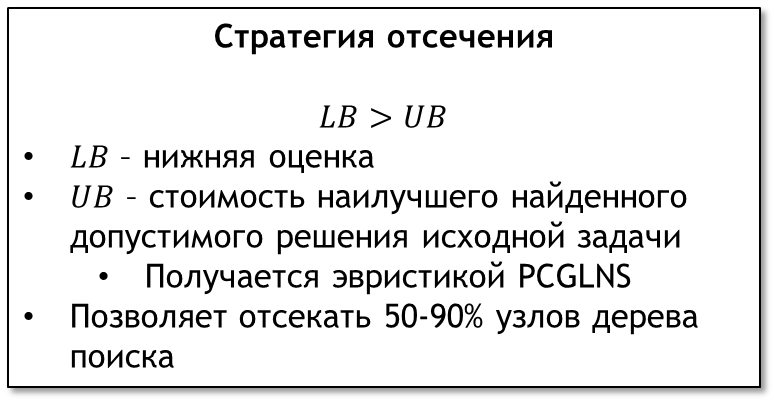 Стратегия отсечения
𝐿𝐵 > 𝑈𝐵
• 𝐿𝐵 – нижняя оценка
• 𝑈𝐵 – стоимость наилучшего найденного
допустимого решения исходной задачи
• Получается эвристикой PCGLNS
• Позволяет отсекать 50-90% узлов дерева
поиска